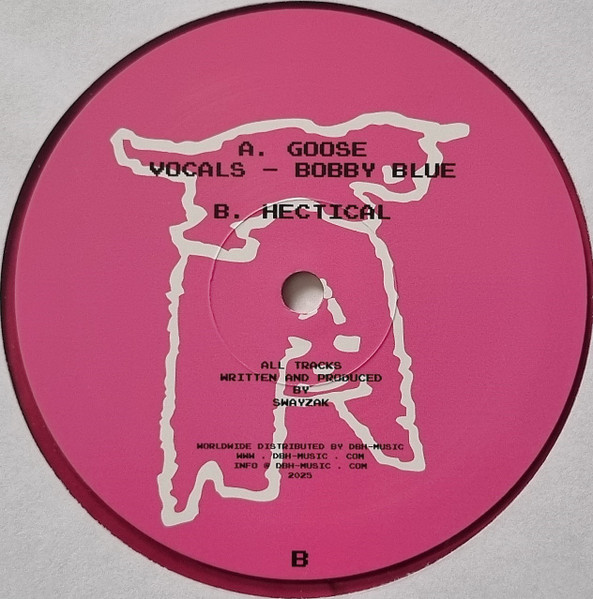 A. GOOSE
VOCALS - BOBBY BLUE
B. HECTICAL
ALL TRACKS
WRITTEN AND PRODUCED
BY
SWAYZAK
WORLDWIDE DISTRIBUTED BY DBH-MUSIC
WWW . DBH-MUSIC . COM
INFO @ DBH-MUSIC . COM
2025
B